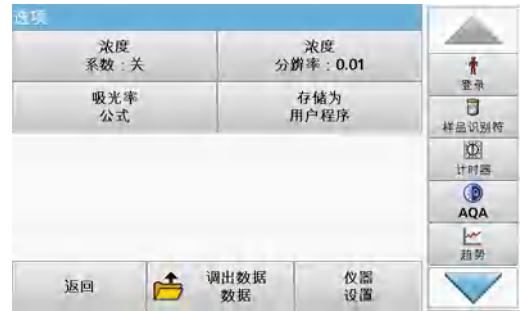 选项
浓度
系数：关
浓度
分辨率：0.01
吸光率
公式
存储为
用户程序
返回
调出数据
数据
仪器
设置
登录
样品识别符
计时器
AQA
趋势